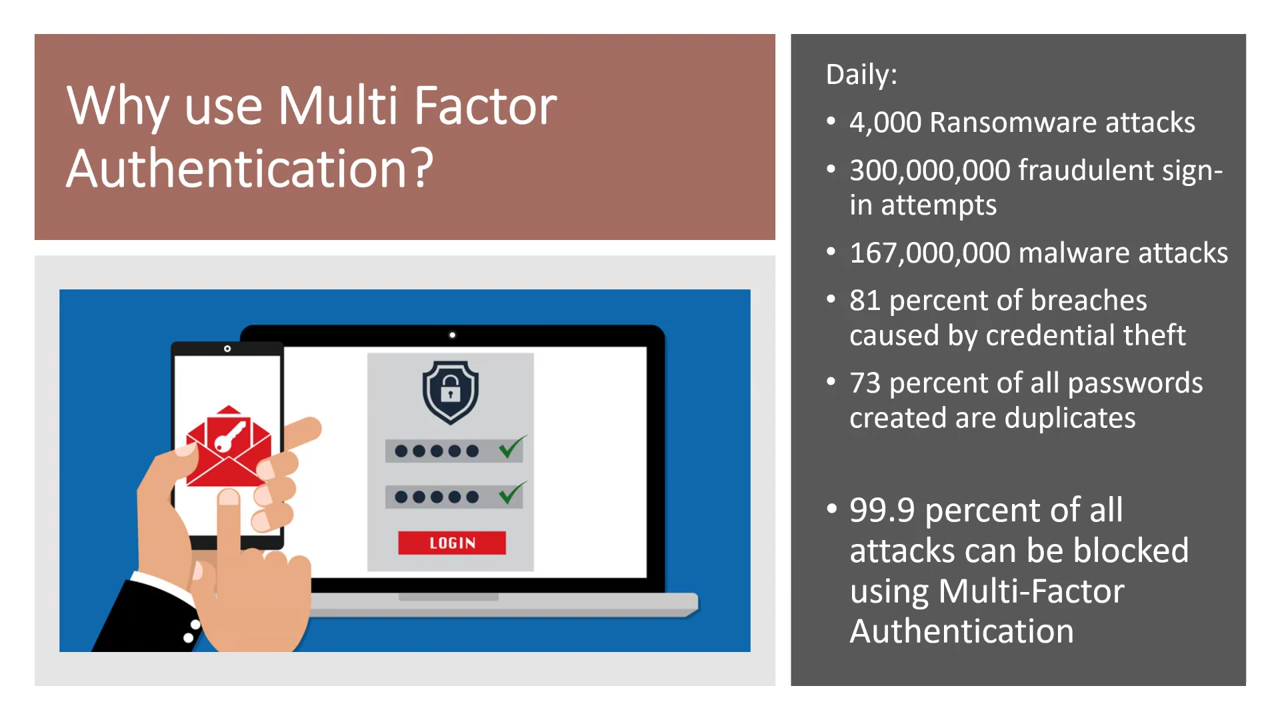 Why use Multi Factor
Authentication?
LOGIN
Daily:
• 4,000 Ransomware attacks
• 300,000,000 fraudulent sign-
in attempts
• 167,000,000 malware attacks
• 81 percent of breaches
caused by credential theft
• 73 percent of all passwords
created are duplicates
• 99.9 percent of all
attacks can be blocked
using Multi-Factor
Authentication